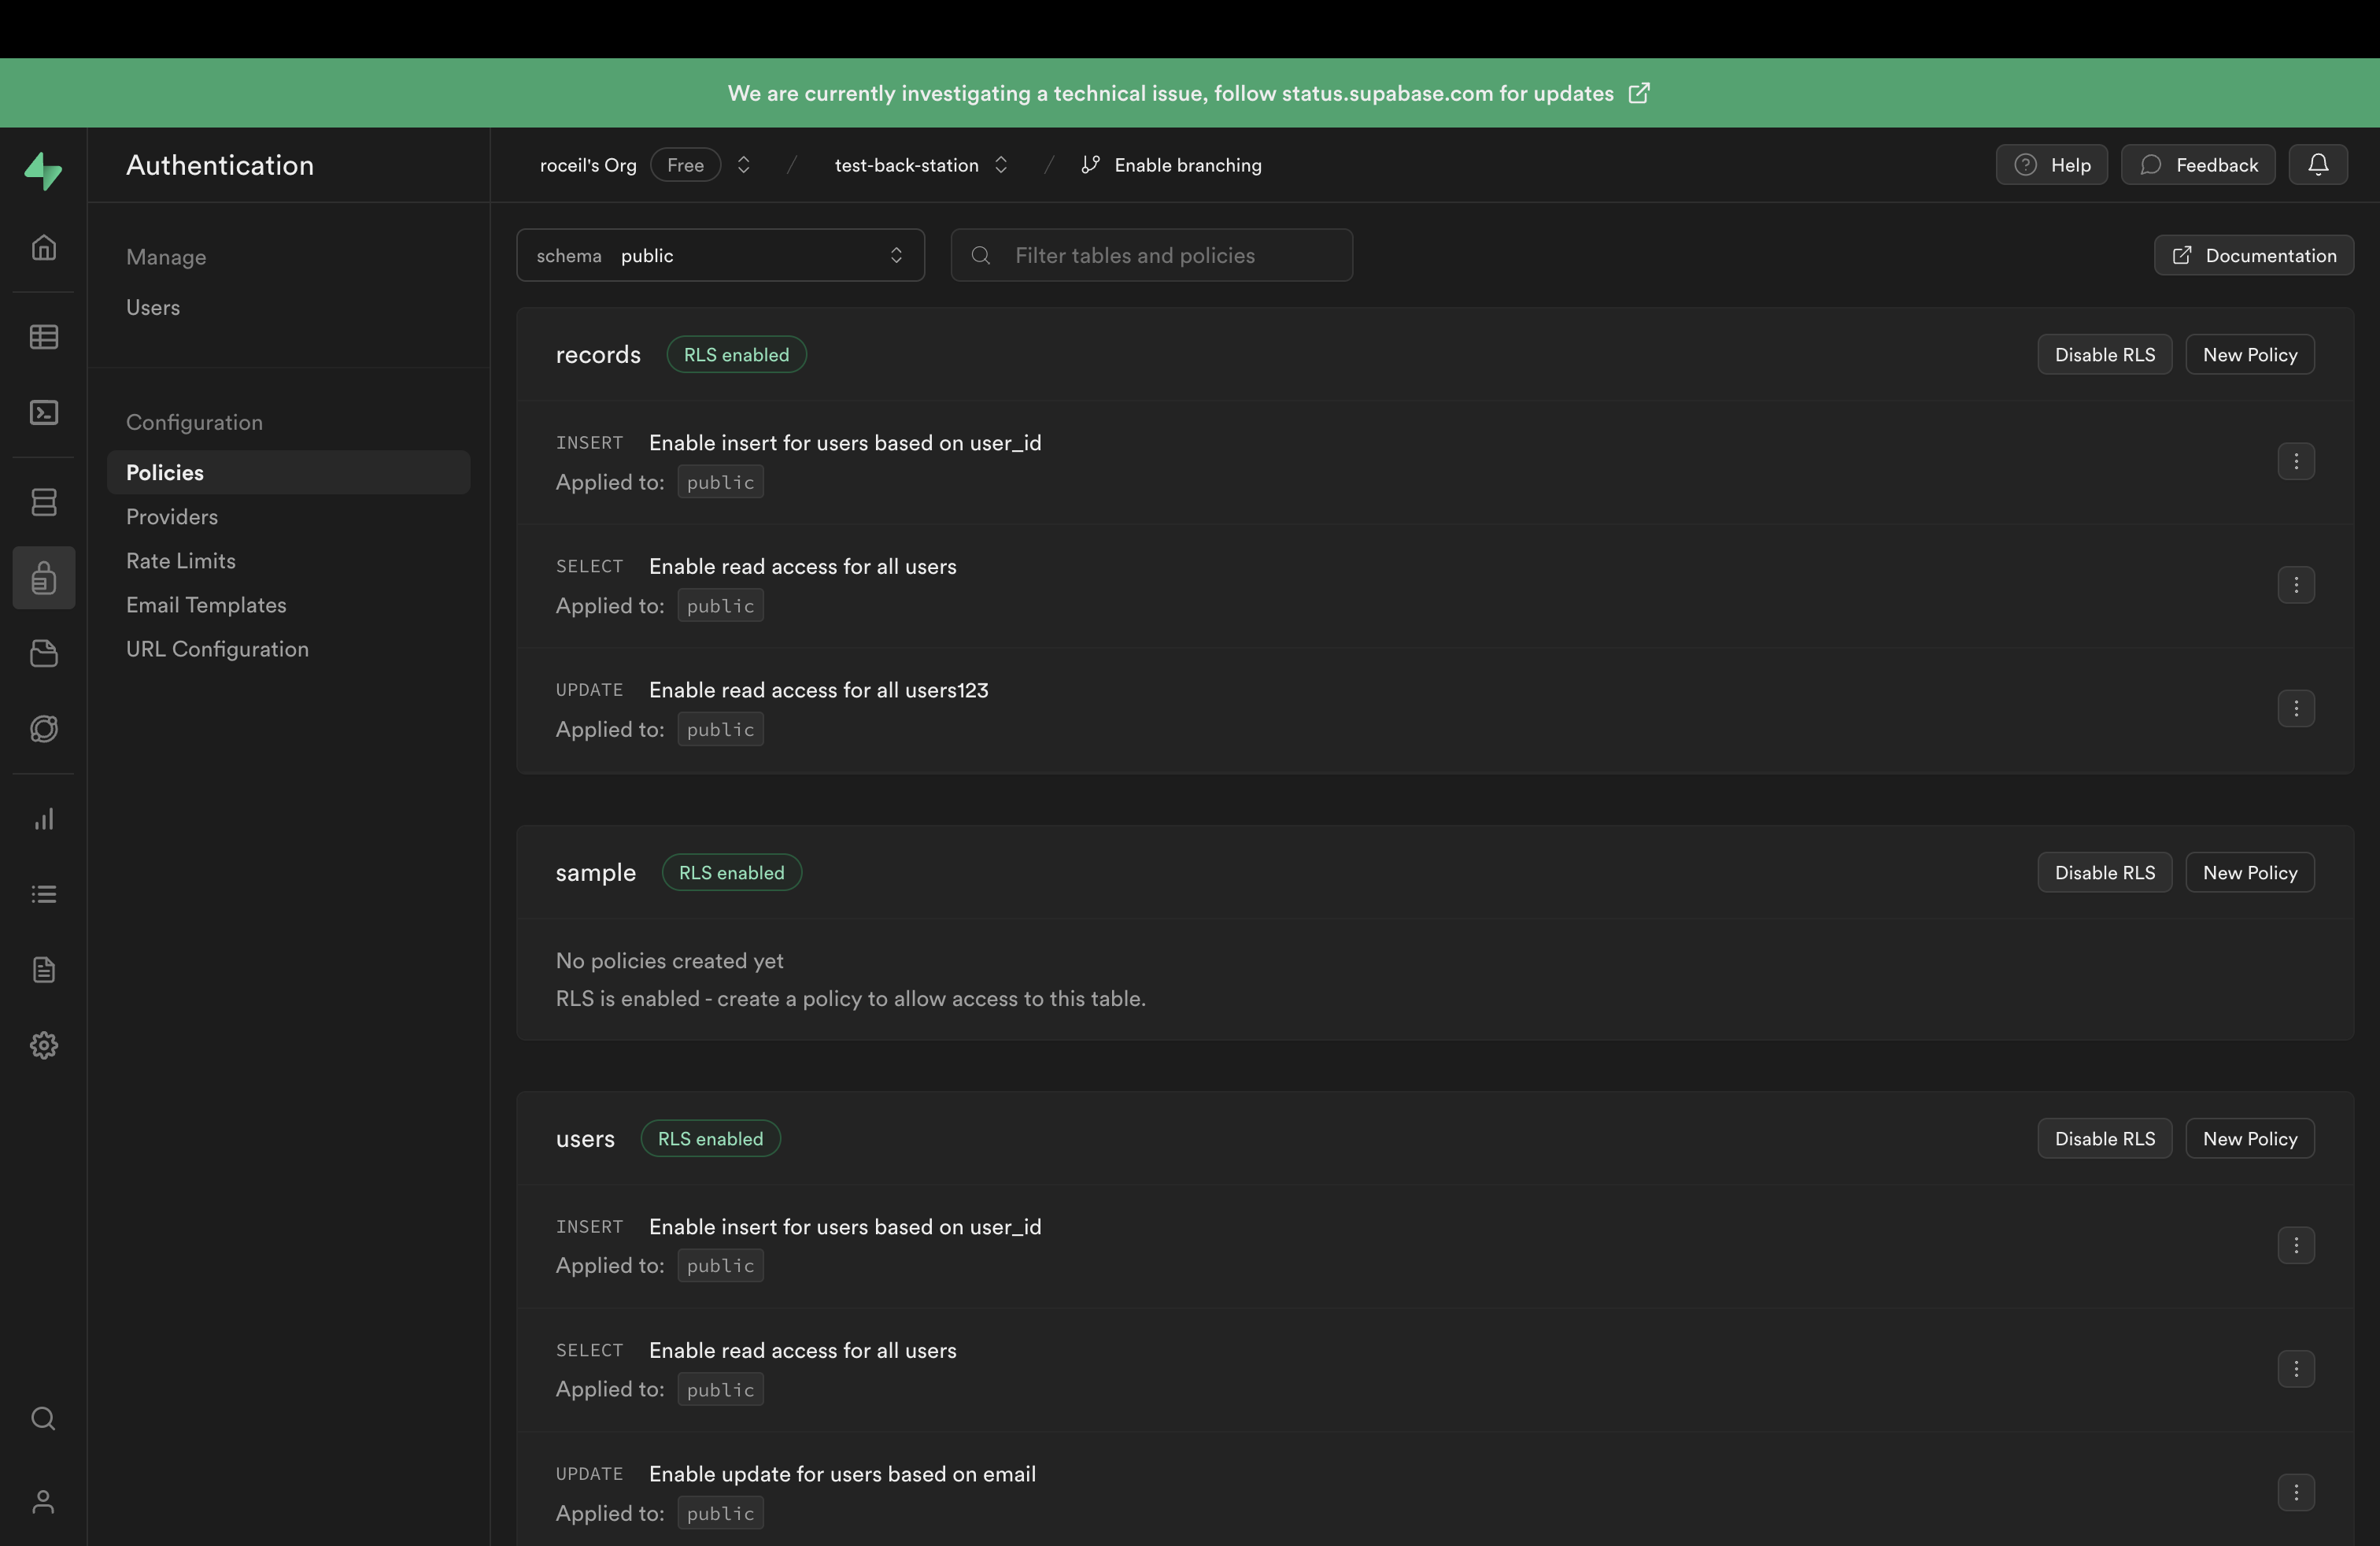 We are currently investigating a technical issue, follow status.supabase.com for updates
Authentication
roceil's Org Free / test-back-station / Enable branching
Help Feedback
Manage
Users
Configuration
Policies
Providers
Rate Limits
Email Templates
URL Configuration
schema public
Filter tables and policies
Documentation
records RLS enabled Disable RLS New Policy
INSERT Enable insert for users based on user_id
Applied to: public
SELECT Enable read access for all users
Applied to: public
UPDATE Enable read access for all users123
Applied to: public
sample RLS enabled Disable RLS New Policy
No policies created yet
RLS is enabled - create a policy to allow access to this table.
users RLS enabled Disable RLS New Policy
INSERT Enable insert for users based on user_id
Applied to: public
SELECT Enable read access for all users
Applied to: public
UPDATE Enable update for users based on email
Applied to: public